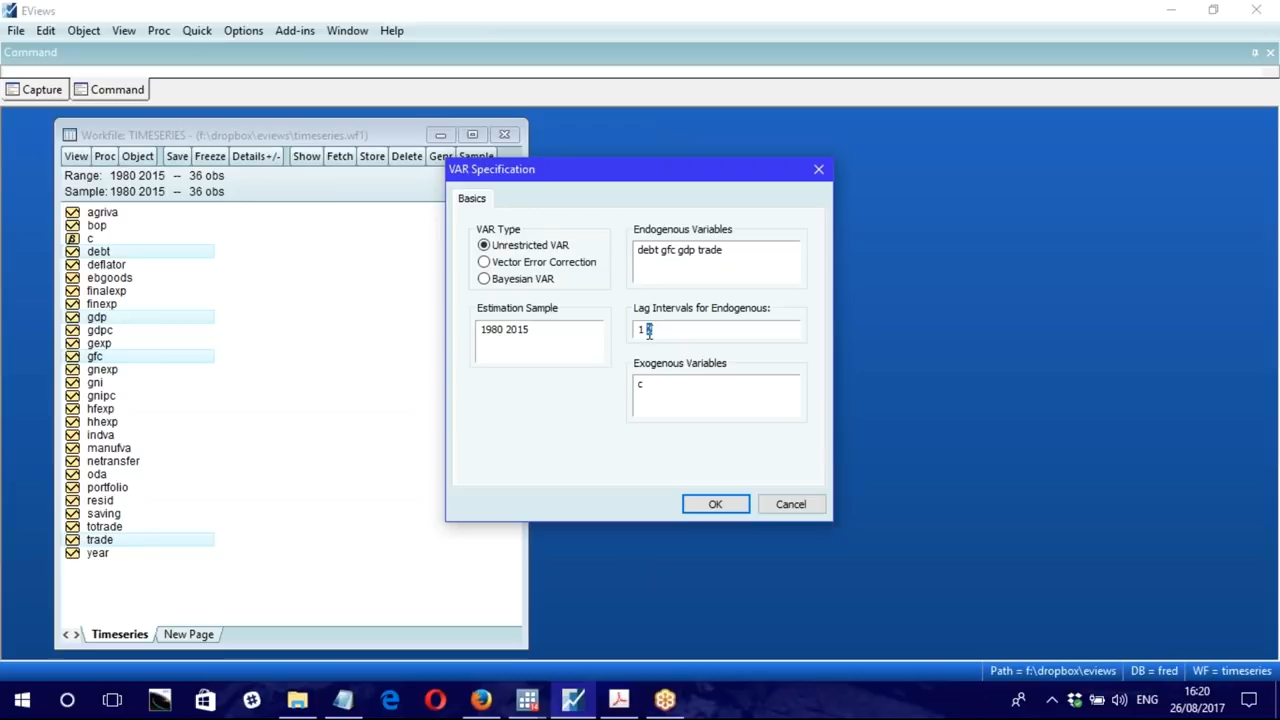 EViews
File Edit Object View Proc Quick Options Add-ins Window Help
Command
Capture Command
Workfile: TIMESERIES - (f:\dropbox\eviews\timeseries.wf1)
View Proc Object Save Freeze Details+/- Show Fetch Store Delete Genr Sample
Range: 1980 2015 -- 36 obs
Sample: 1980 2015 -- 36 obs
agriva
bop
c
debt
deflator
ebgoods
finalexp
finexp
gdp
gdpc
gexp
gfc
gnexp
gni
gnipc
hfexp
hhexp
indva
manufva
netransfer
oda
portfolio
resid
saving
totrade
trade
year
Timeseries New Page
VAR Specification
Basics
VAR Type
Unrestricted VAR
Vector Error Correction
Bayesian VAR
Estimation Sample
1980 2015
Endogenous Variables
debt gfc gdp trade
Lag Intervals for Endogenous:
1 2
Exogenous Variables
c
OK Cancel
Path = f:\dropbox\eviews DB = fred WF = timeseries
ENG
16:20
26/08/2017